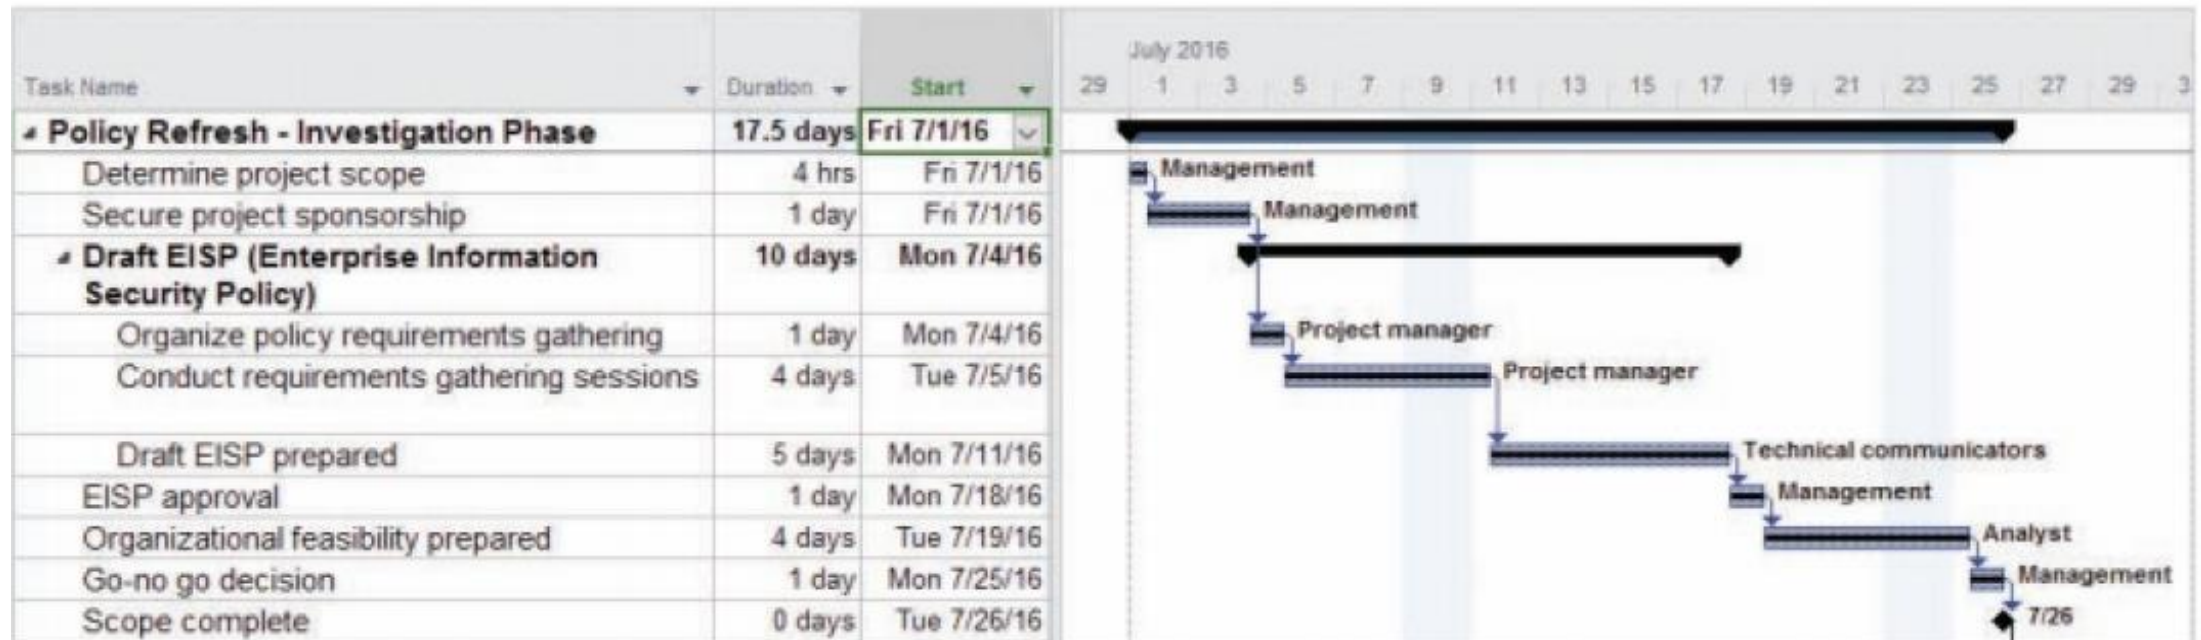 July 2016
Task Name Duration Start 29 1 3 5 7 9 11 13 15 17 19 21 23 25 27 29 3
Policy Refresh - Investigation Phase 17.5 days Fri 7/1/16
Determine project scope 4 hrs Fri 7/1/16 Management
Secure project sponsorship 1 day Fri 7/1/16 Management
Draft EISP (Enterprise Information 10 days Mon 7/4/16
Security Policy)
Organize policy requirements gathering 1 day Mon 7/4/16 Project manager
Conduct requirements gathering sessions 4 days Tue 7/5/16 Project manager
Draft EISP prepared 5 days Mon 7/11/16 Technical communicators
EISP approval 1 day Mon 7/18/16 Management
Organizational feasibility prepared 4 days Tue 7/19/16 Analyst
Go-no go decision 1 day Mon 7/25/16 Management
Scope complete 0 days Tue 7/26/16 7/26